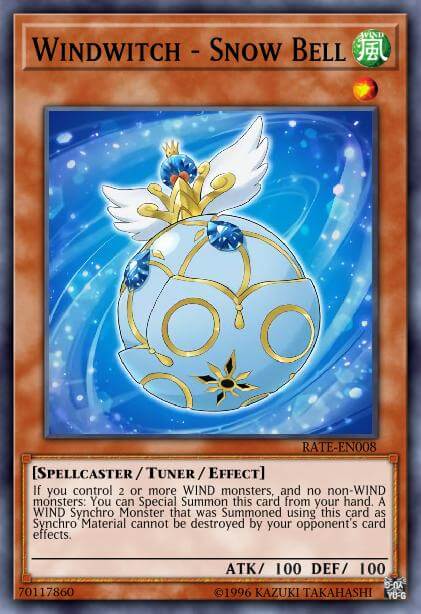 Windwitch - Snow Bell
WIND
風
RATE-EN008
[Spellcaster / Tuner / Effect]
If you control 2 or more WIND monsters, and no non-WIND
monsters: You can Special Summon this card from your hand. A
WIND Synchro Monster that was Summoned using this card as
Synchro Material cannot be destroyed by your opponent's card
effects.
ATK/ 100 DEF/ 100
70117860
©1996 KAZUKI TAKAHASHI